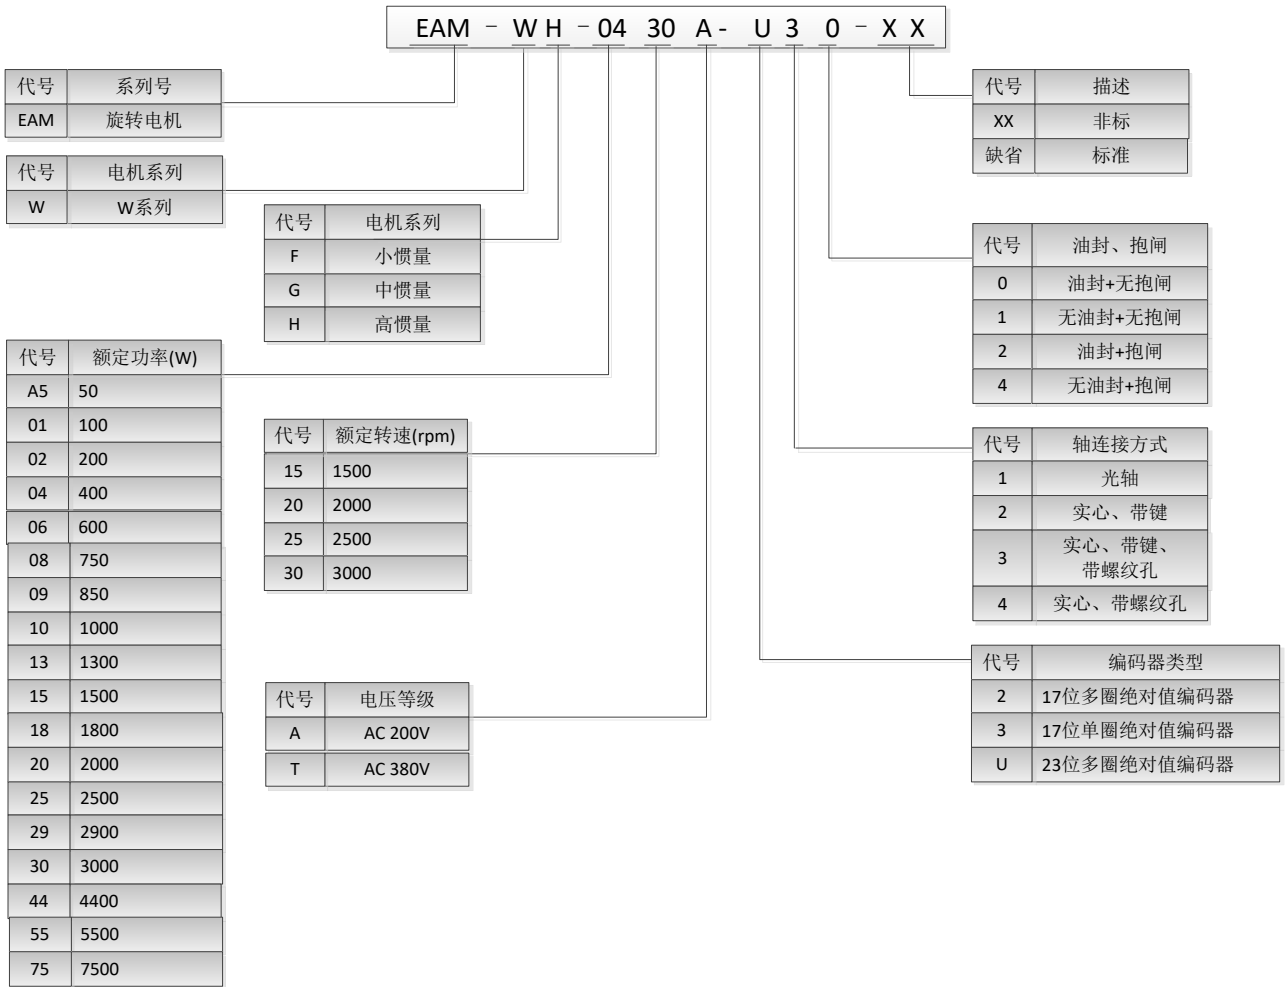 EAM - W H - 04 30 A - U 3 0 - X X
代号 系列号
EAM 旋转电机
代号 电机系列
W W系列
代号 电机系列
F 小惯量
G 中惯量
H 高惯量
代号 额定功率(W)
A5 50
01 100
02 200
04 400
06 600
08 750
09 850
10 1000
13 1300
15 1500
18 1800
20 2000
25 2500
29 2900
30 3000
44 4400
55 5500
75 7500
代号 额定转速(rpm)
15 1500
20 2000
25 2500
30 3000
代号 电压等级
A AC 200V
T AC 380V
代号 描述
XX 非标
缺省 标准
代号 油封、抱闸
0 油封+无抱闸
1 无油封+无抱闸
2 油封+抱闸
4 无油封+抱闸
代号 轴连接方式
1 光轴
2 实心、带键
3 实心、带键、
带螺纹孔
4 实心、带螺纹孔
代号 编码器类型
2 17位多圈绝对值编码器
3 17位单圈绝对值编码器
U 23位多圈绝对值编码器